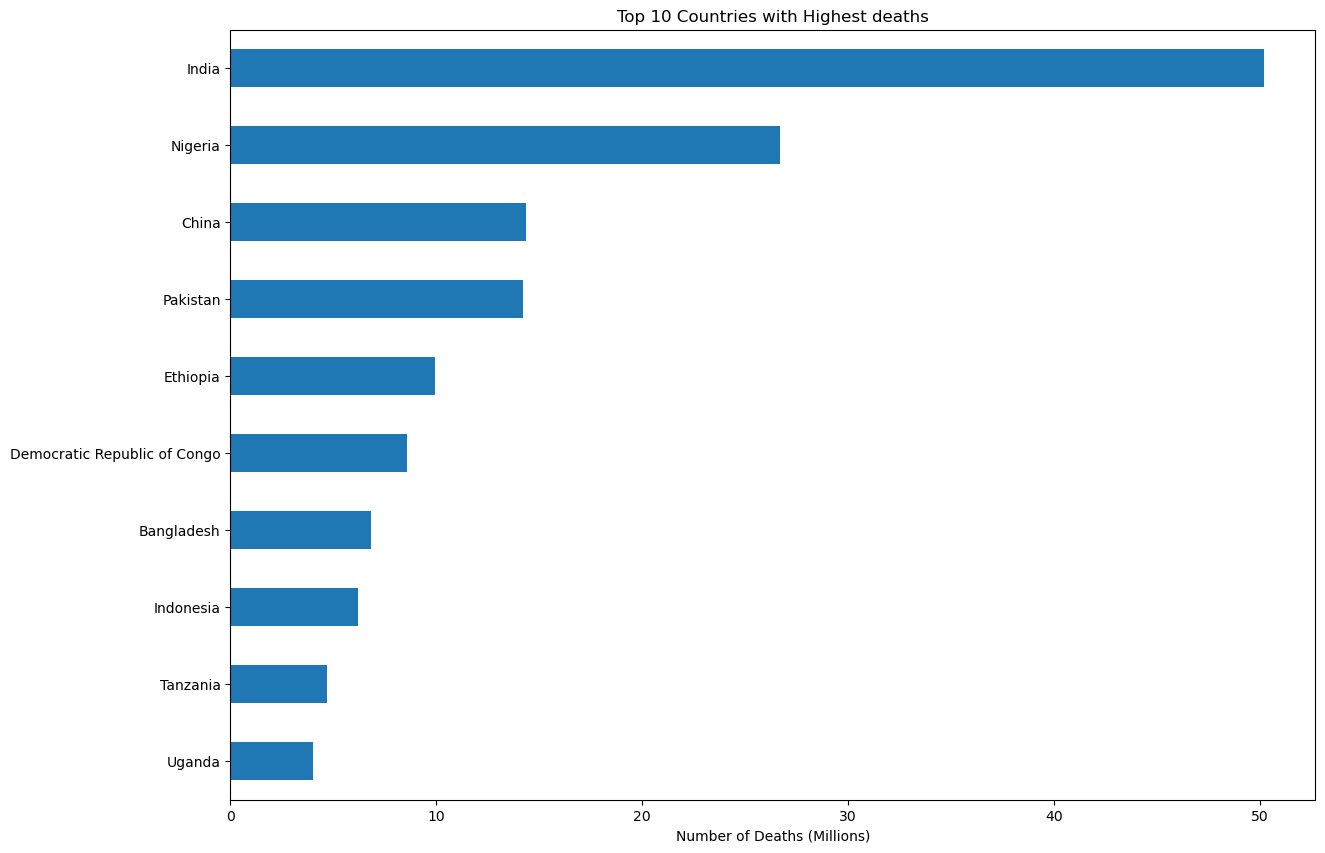 Top 10 Countries with Highest deaths
India
Nigeria
China
Pakistan
Ethiopia
Democratic Republic of Congo
Bangladesh
Indonesia
Tanzania
Uganda
0 10 20 30 40 50
Number of Deaths (Millions)